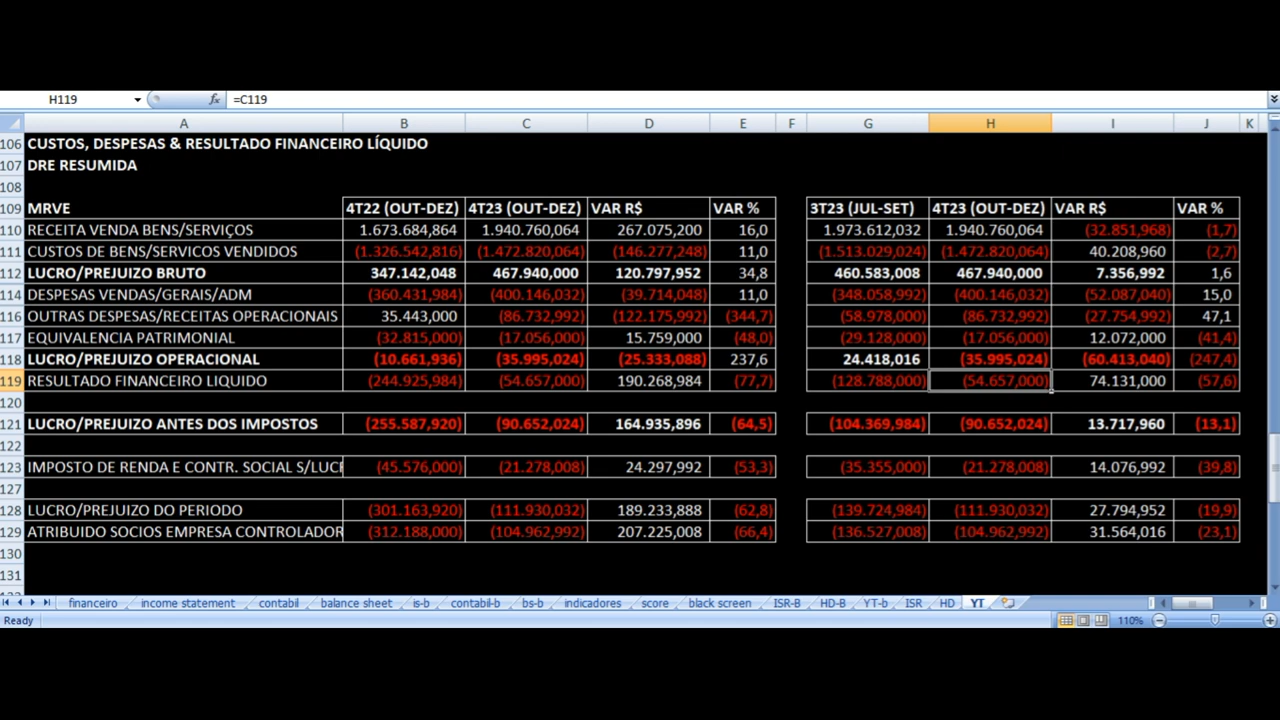 H119 fx =C119
A B C D E F G H I J K
106 CUSTOS, DESPESAS & RESULTADO FINANCEIRO LÍQUIDO
107 DRE RESUMIDA
108
109 MRVE 4T22 (OUT-DEZ) 4T23 (OUT-DEZ) VAR R$ VAR % 3T23 (JUL-SET) 4T23 (OUT-DEZ) VAR R$ VAR %
110 RECEITA VENDA BENS/SERVIÇOS 1.673.684,864 1.940.760,064 267.075,200 16,0 1.973.612,032 1.940.760,064 (32.851,968) (1,7)
111 CUSTOS DE BENS/SERVICOS VENDIDOS (1.326.542,816) (1.472.820,064) (146.277,248) 11,0 (1.513.029,024) (1.472.820,064) 40.208,960 (2,7)
112 LUCRO/PREJUIZO BRUTO 347.142,048 467.940,000 120.797,952 34,8 460.583,008 467.940,000 7.356,992 1,6
114 DESPESAS VENDAS/GERAIS/ADM (360.431,984) (400.146,032) (39.714,048) 11,0 (348.058,992) (400.146,032) (52.087,040) 15,0
116 OUTRAS DESPESAS/RECEITAS OPERACIONAIS 35.443,000 (86.732,992) (122.175,992) (344,7) (58.978,000) (86.732,992) (27.754,992) 47,1
117 EQUIVALENCIA PATRIMONIAL (32.815,000) (17.056,000) 15.759,000 (48,0) (29.128,000) (17.056,000) 12.072,000 (41,4)
118 LUCRO/PREJUIZO OPERACIONAL (10.661,936) (35.995,024) (25.333,088) 237,6 24.418,016 (35.995,024) (60.413,040) (247,4)
119 RESULTADO FINANCEIRO LIQUIDO (244.925,984) (54.657,000) 190.268,984 (77,7) (128.788,000) (54.657,000) 74.131,000 (57,6)
120
121 LUCRO/PREJUIZO ANTES DOS IMPOSTOS (255.587,920) (90.652,024) 164.935,896 (64,5) (104.369,984) (90.652,024) 13.717,960 (13,1)
122
123 IMPOSTO DE RENDA E CONTR. SOCIAL S/LUCR (45.576,000) (21.278,008) 24.297,992 (53,3) (35.355,000) (21.278,008) 14.076,992 (39,8)
127
128 LUCRO/PREJUIZO DO PERIODO (301.163,920) (111.930,032) 189.233,888 (62,8) (139.724,984) (111.930,032) 27.794,952 (19,9)
129 ATRIBUIDO SOCIOS EMPRESA CONTROLADOR (312.188,000) (104.962,992) 207.225,008 (66,4) (136.527,008) (104.962,992) 31.564,016 (23,1)
130
131
financeiro income statement contabil balance sheet is-b contabil-b bs-b indicadores score black screen ISR-B HD-B YT-b ISR HD YT
Ready 110%